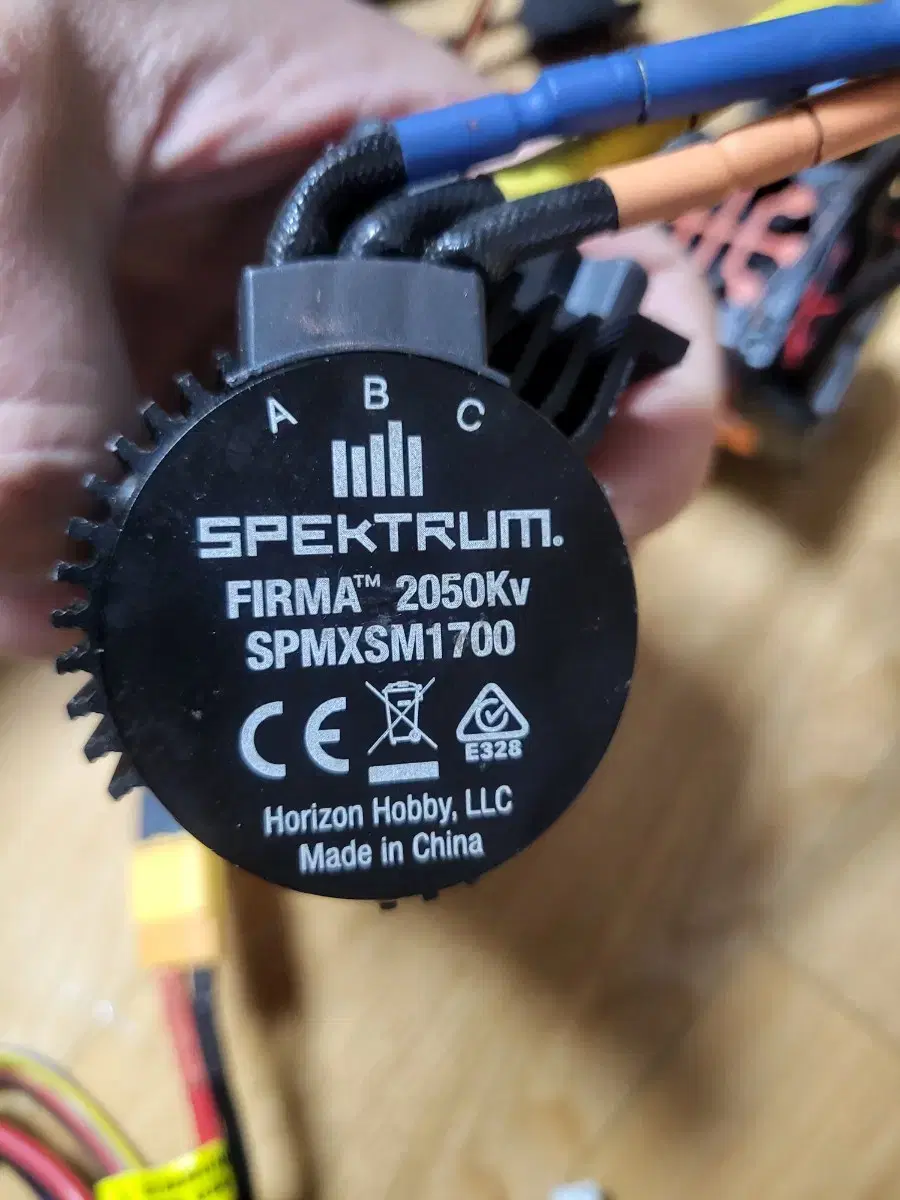 A B C
SPEKTRUM.
FIRMA™ 2050Kv
SPMXSM1700
CE
E328
Horizon Hobby, LLC
Made in China